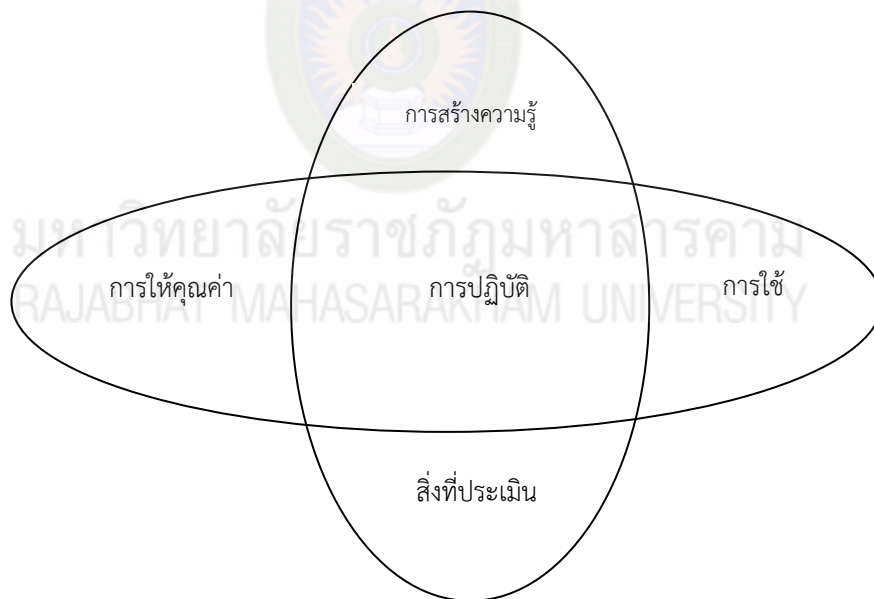 การสร้างความรู้
มหาวิทยาลัยราชภัฏมหาสารคาม
การให้คุณค่า การปฏิบัติ การใช้
RAJABHAT MAHASARAKHAM UNIVERSITY
สิ่งที่ประเมิน